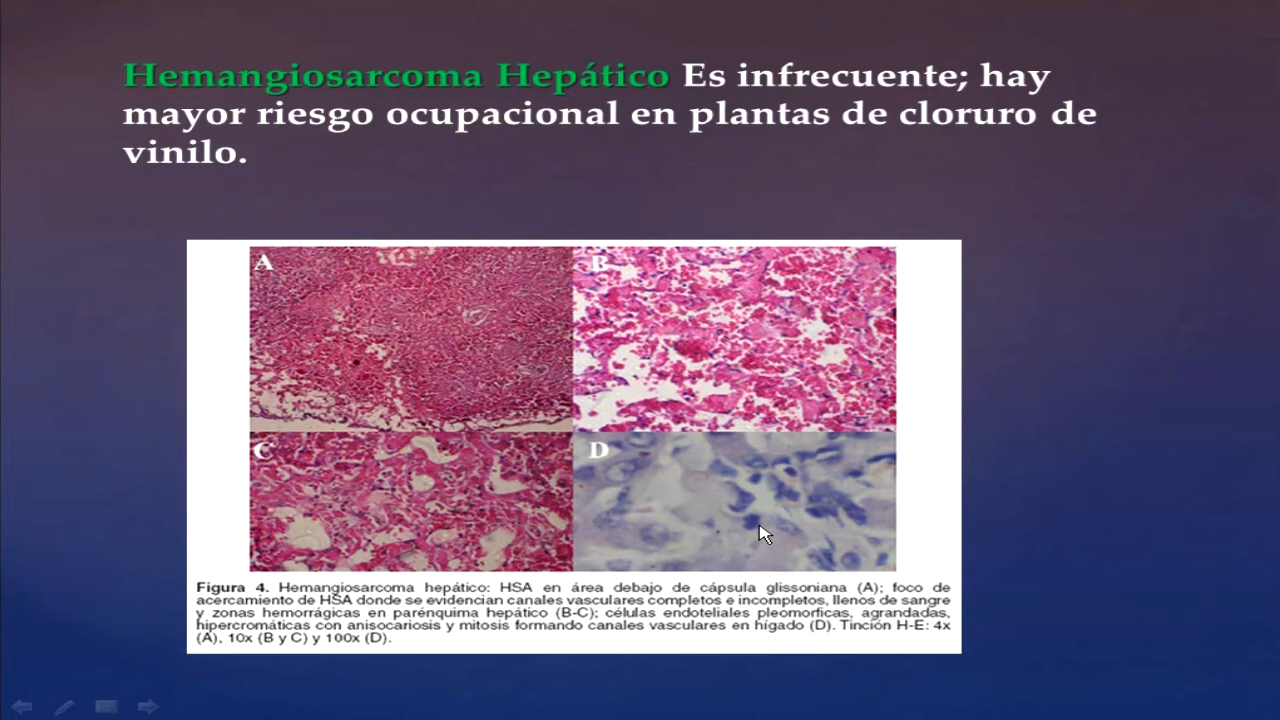 Hemangiosarcoma Hepático Es infrecuente; hay
mayor riesgo ocupacional en plantas de cloruro de
vinilo.
A
B
C
D
Figura 4. Hemangiosarcoma hepático: HSA en área debajo de cápsula glissoniana (A); foco de
acercamiento de HSA donde se evidencian canales vasculares completos e incompletos, llenos de sangre
y zonas hemorrágicas en parénquima hepático (B-C); células endoteliales pleomorficas, agrandadas,
hipercromáticas con anisocariosis y mitosis formando canales vasculares en hígado (D). Tinción H-E: 4x
(A), 10x (B y C) y 100x (D).